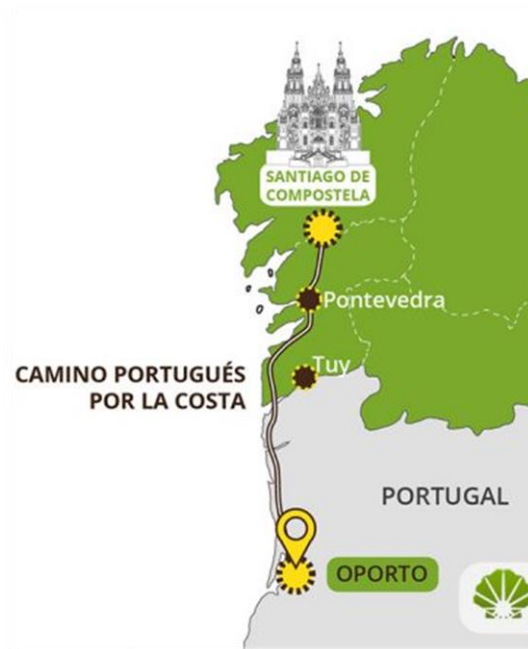 SANTIAGO DE
COMPOSTELA
Pontevedra
Tuy
CAMINO PORTUGUÉS
POR LA COSTA
PORTUGAL
OPORTO